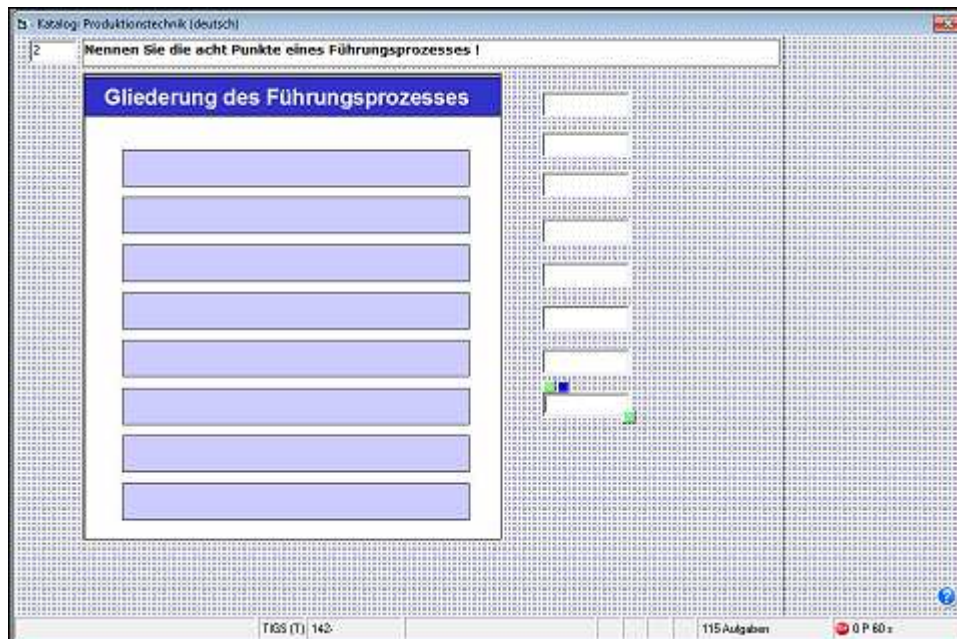 Katalog: Produktionstechnik (deutsch)
2
Nennen Sie die acht Punkte eines Führungsprozesses !
Gliederung des Führungsprozesses
TIGS (T) 142-
115 Aufgaben
0 P 60 s